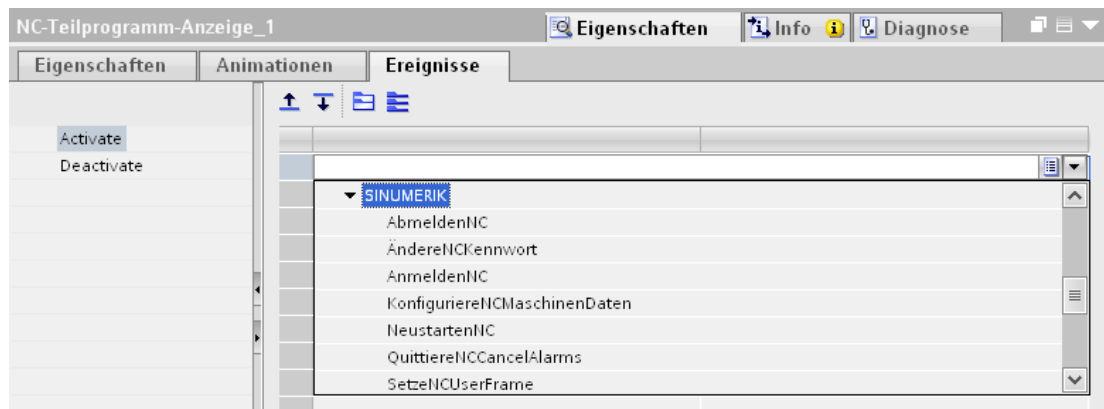 NC-Teilprogramm-Anzeige_1
Eigenschaften Info Diagnose
Eigenschaften Animationen Ereignisse
Activate
Deactivate
SINUMERIK
AbmeldenNC
ÄndereNCKennwort
AnmeldenNC
KonfiguriereNCMaschinenDaten
NeustartenNC
QuittiereNCCancelAlarms
SetzeNCUserFrame